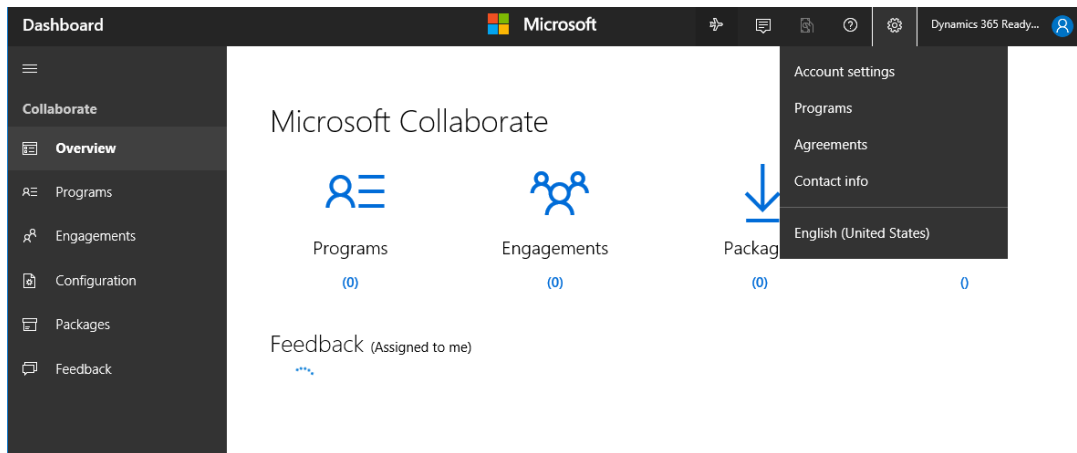 Dashboard
Microsoft
Dynamics 365 Ready...
Account settings
Programs
Agreements
Contact info
English (United States)
Collaborate
Overview
Programs
Engagements
Configuration
Packages
Feedback
Microsoft Collaborate
Programs
Engagements
Packag
(0)
(0)
(0)
()
Feedback (Assigned to me)